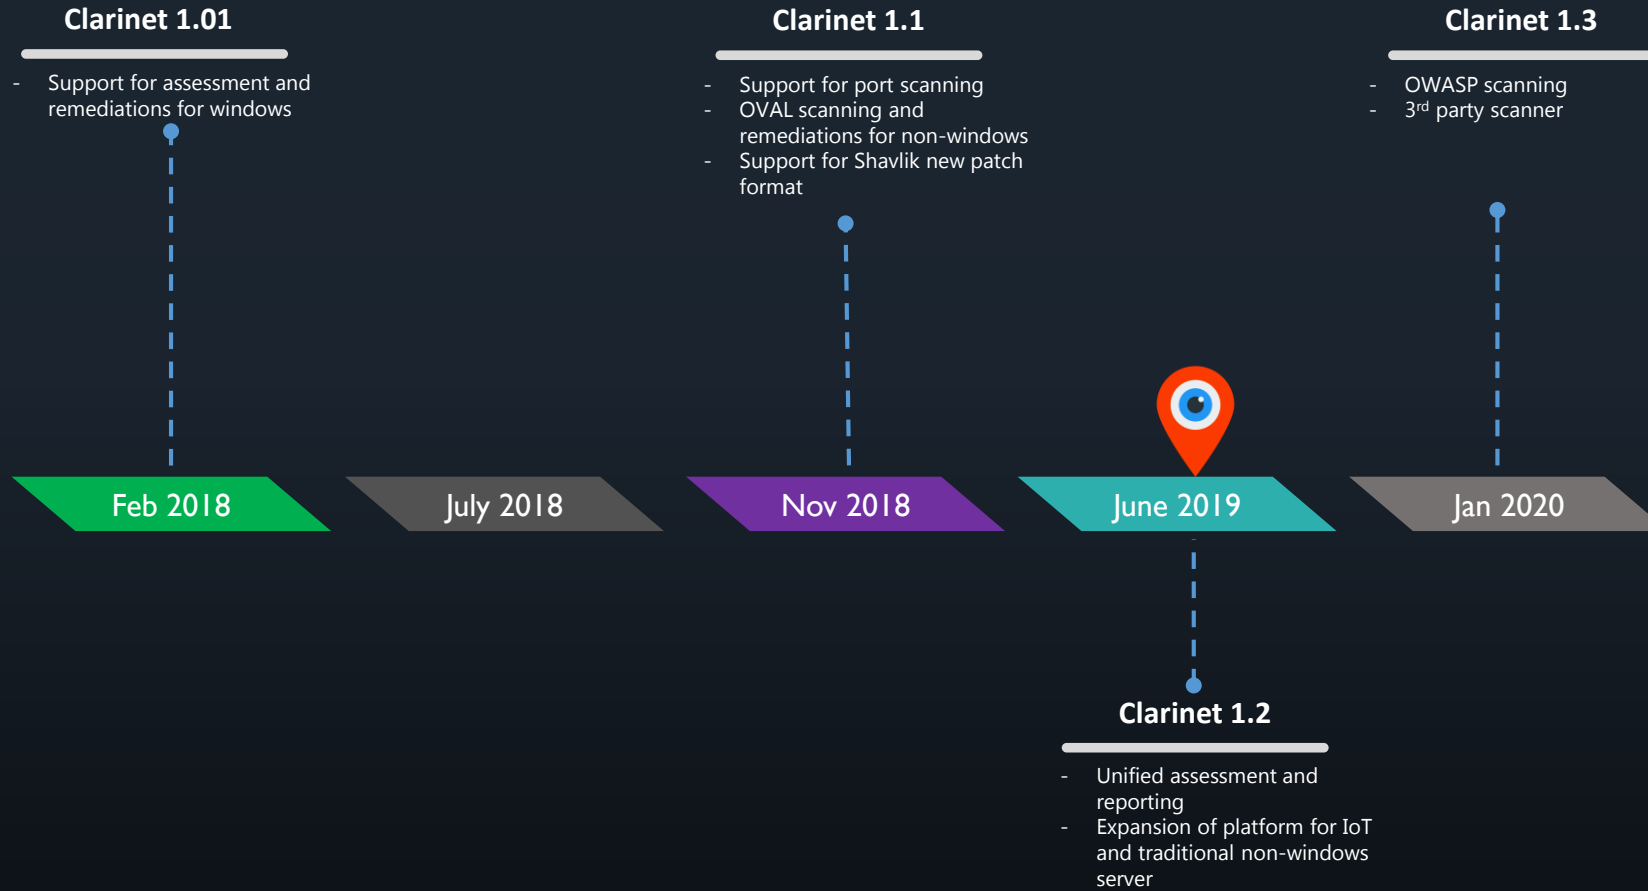 Clarinet 1.01
- Support for assessment and
remediations for windows
Clarinet 1.1
- Support for port scanning
- OVAL scanning and
remediations for non-windows
- Support for Shavlik new patch
format
Clarinet 1.3
- OWASP scanning
- 3rd party scanner
Feb 2018
July 2018
Nov 2018
June 2019
Jan 2020
Clarinet 1.2
- Unified assessment and
reporting
- Expansion of platform for IoT
and traditional non-windows
server